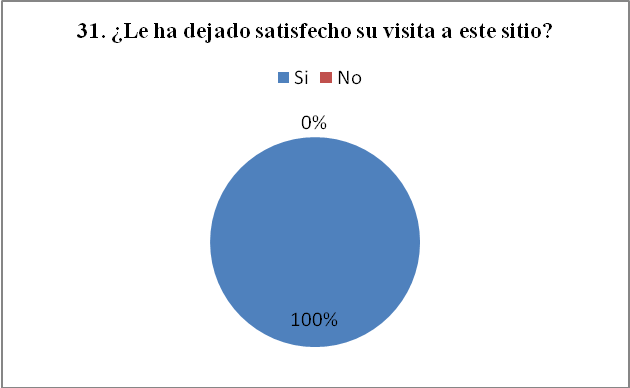 31. ¿Le ha dejado satisfecho su visita a este sitio?
Si No
0%
100%